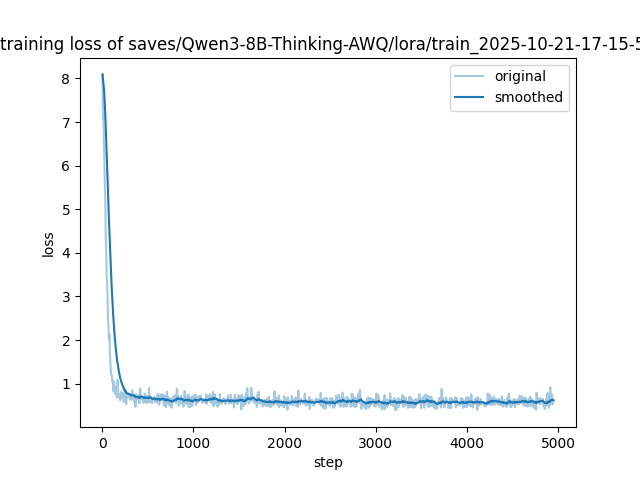 training loss of saves/Qwen3-8B-Thinking-AWQ/lora/train_2025-10-21-17-15-5
original
smoothed
8
7
6
5
4
3
2
1
loss
0
1000
2000
3000
4000
5000
step